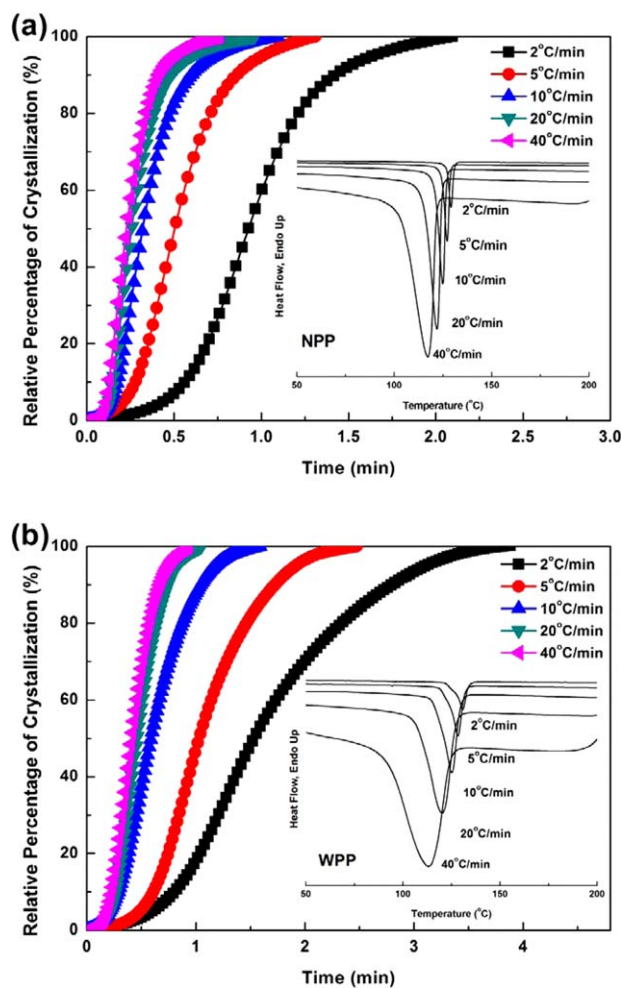 (a)
Relative Percentage of Crystallization (%)
100
80
60
40
20
0
2°C/min
5°C/min
10°C/min
20°C/min
40°C/min
Heat Flow, Endo Up
2°C/min
5°C/min
10°C/min
20°C/min
40°C/min
NPP
50 100 150 200
Temperature (°C)
0.0 0.5 1.0 1.5 2.0 2.5 3.0
Time (min)
(b)
Relative Percentage of Crystallization (%)
100
80
60
40
20
0
2°C/min
5°C/min
10°C/min
20°C/min
40°C/min
Heat Flow, Endo Up
2°C/min
5°C/min
10°C/min
20°C/min
40°C/min
WPP
50 100 150 200
Temperature (°C)
0 1 2 3 4
Time (min)